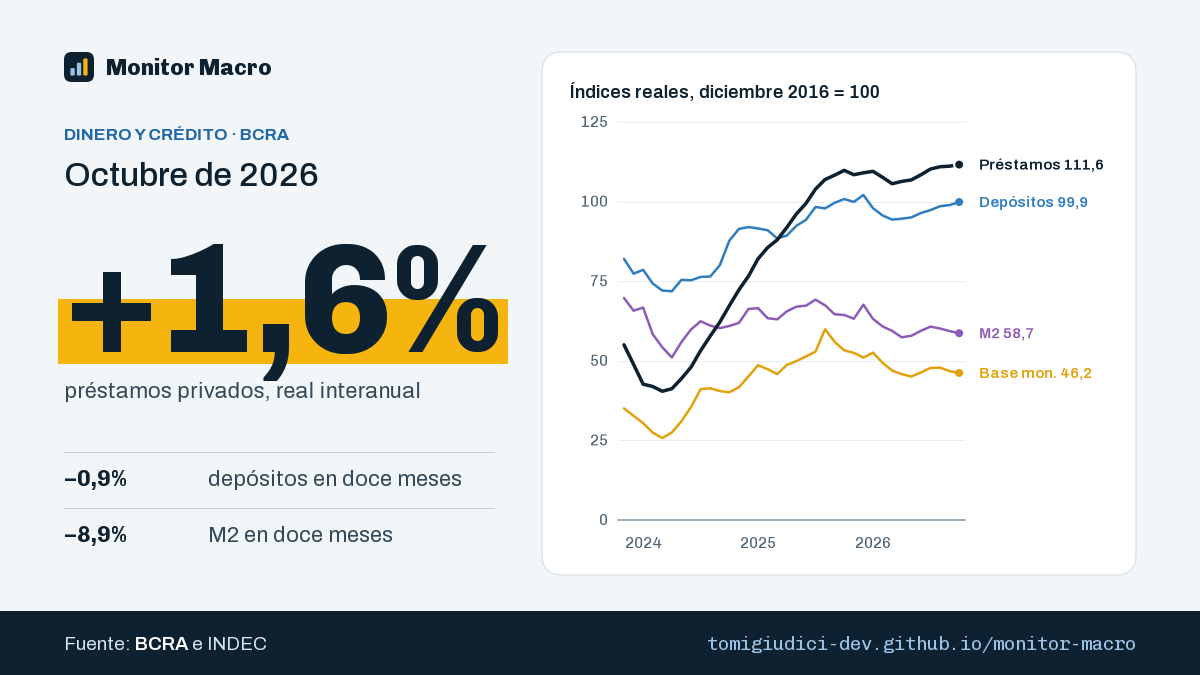 Monitor Macro
DINERO Y CRÉDITO · BCRA
Octubre de 2026
+1,6%
préstamos privados, real interanual
−0,9% depósitos en doce meses
−8,9% M2 en doce meses
Índices reales, diciembre 2016 = 100
125
100
75
50
25
0
2024 2025 2026
Préstamos 111,6
Depósitos 99,9
M2 58,7
Base mon. 46,2
Fuente: BCRA e INDEC
tomigiudici-dev.github.io/monitor-macro